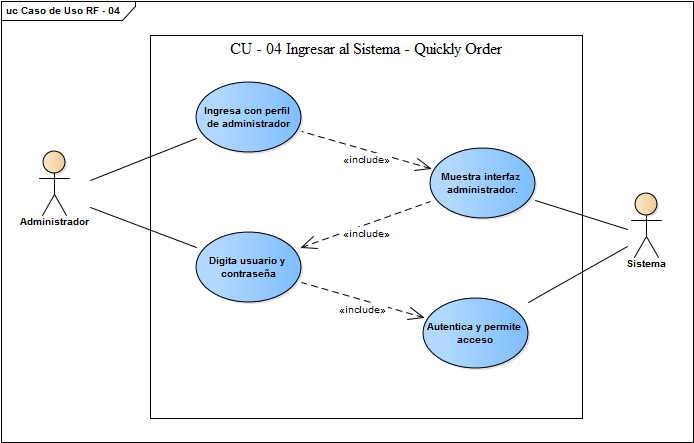 uc Caso de Uso RF - 04
CU - 04 Ingresar al Sistema - Quickly Order
Ingresa con perfil
de administrador
«include»
Muestra interfaz
administrador.
Administrador
«include»
Digita usuario y
contraseña
Sistema
«include»
Autentica y permite
acceso